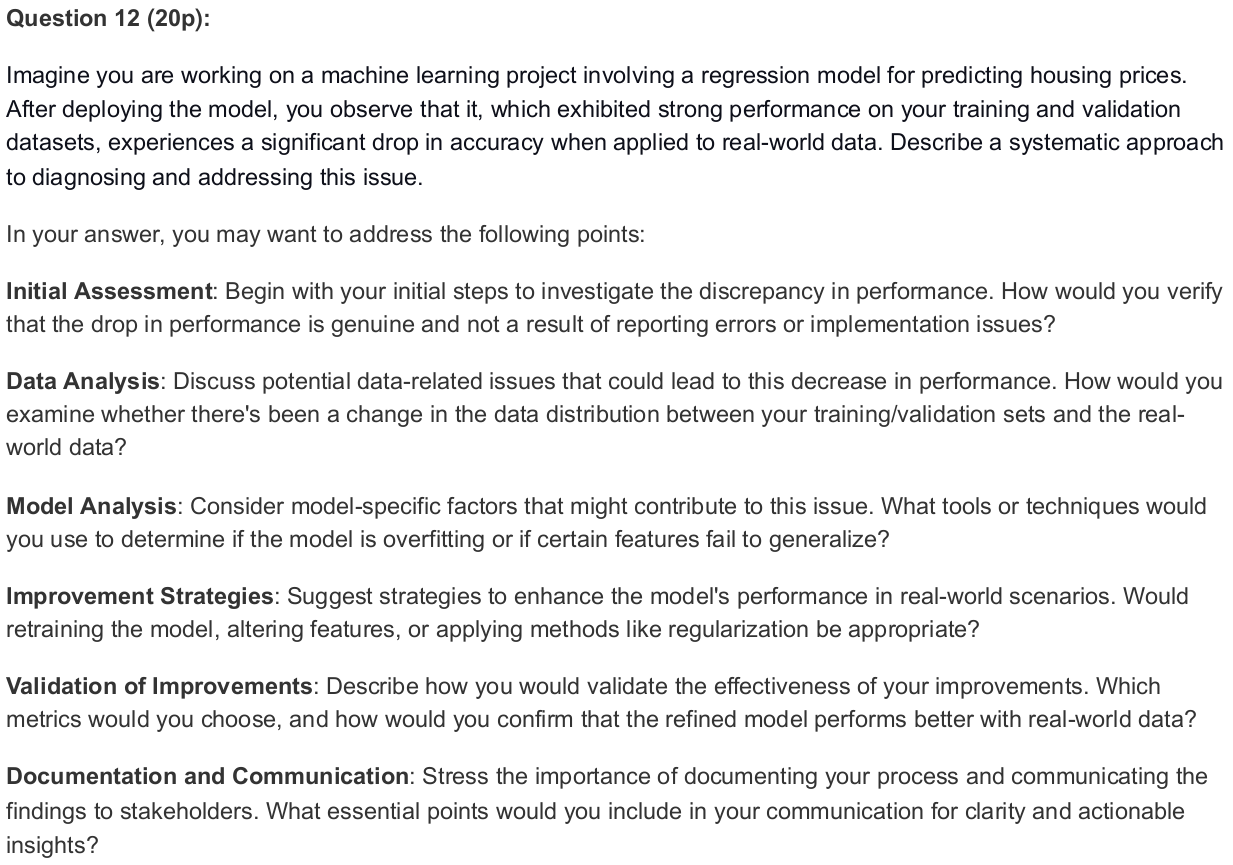 Question 12 (20p):
Imagine you are working on a machine learning project involving a regression model for predicting housing prices.
After deploying the model, you observe that it, which exhibited strong performance on your training and validation
datasets, experiences a significant drop in accuracy when applied to real-world data. Describe a systematic approach
to diagnosing and addressing this issue.
In your answer, you may want to address the following points:
Initial Assessment: Begin with your initial steps to investigate the discrepancy in performance. How would you verify
that the drop in performance is genuine and not a result of reporting errors or implementation issues?
Data Analysis: Discuss potential data-related issues that could lead to this decrease in performance. How would you
examine whether there's been a change in the data distribution between your training/validation sets and the real-
world data?
Model Analysis: Consider model-specific factors that might contribute to this issue. What tools or techniques would
you use to determine if the model is overfitting or if certain features fail to generalize?
Improvement Strategies: Suggest strategies to enhance the model's performance in real-world scenarios. Would
retraining the model, altering features, or applying methods like regularization be appropriate?
Validation of Improvements: Describe how you would validate the effectiveness of your improvements. Which
metrics would you choose, and how would you confirm that the refined model performs better with real-world data?
Documentation and Communication: Stress the importance of documenting your process and communicating the
findings to stakeholders. What essential points would you include in your communication for clarity and actionable
insights?